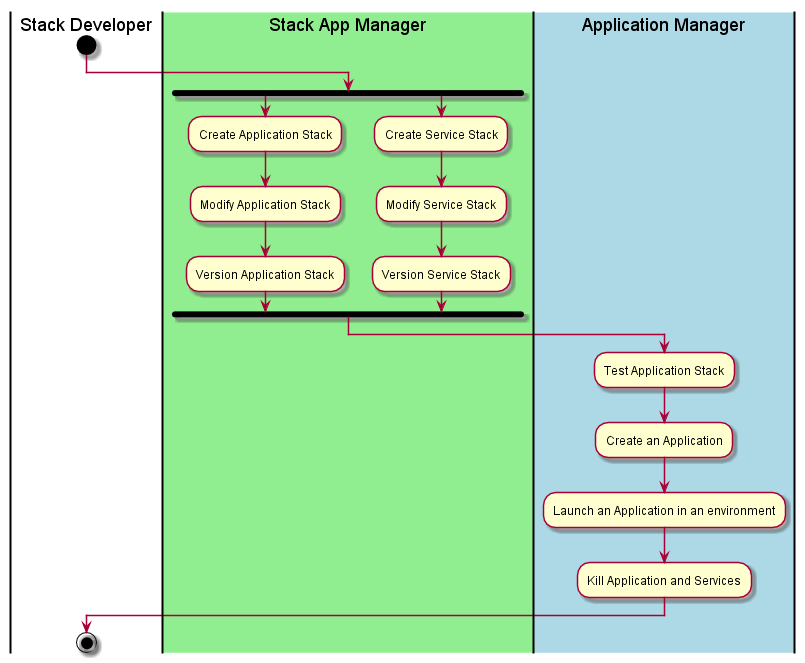 Stack Developer
Stack App Manager
Application Manager
Create Application Stack
Create Service Stack
Modify Application Stack
Modify Service Stack
Version Application Stack
Version Service Stack
Test Application Stack
Create an Application
Launch an Application in an environment
Kill Application and Services